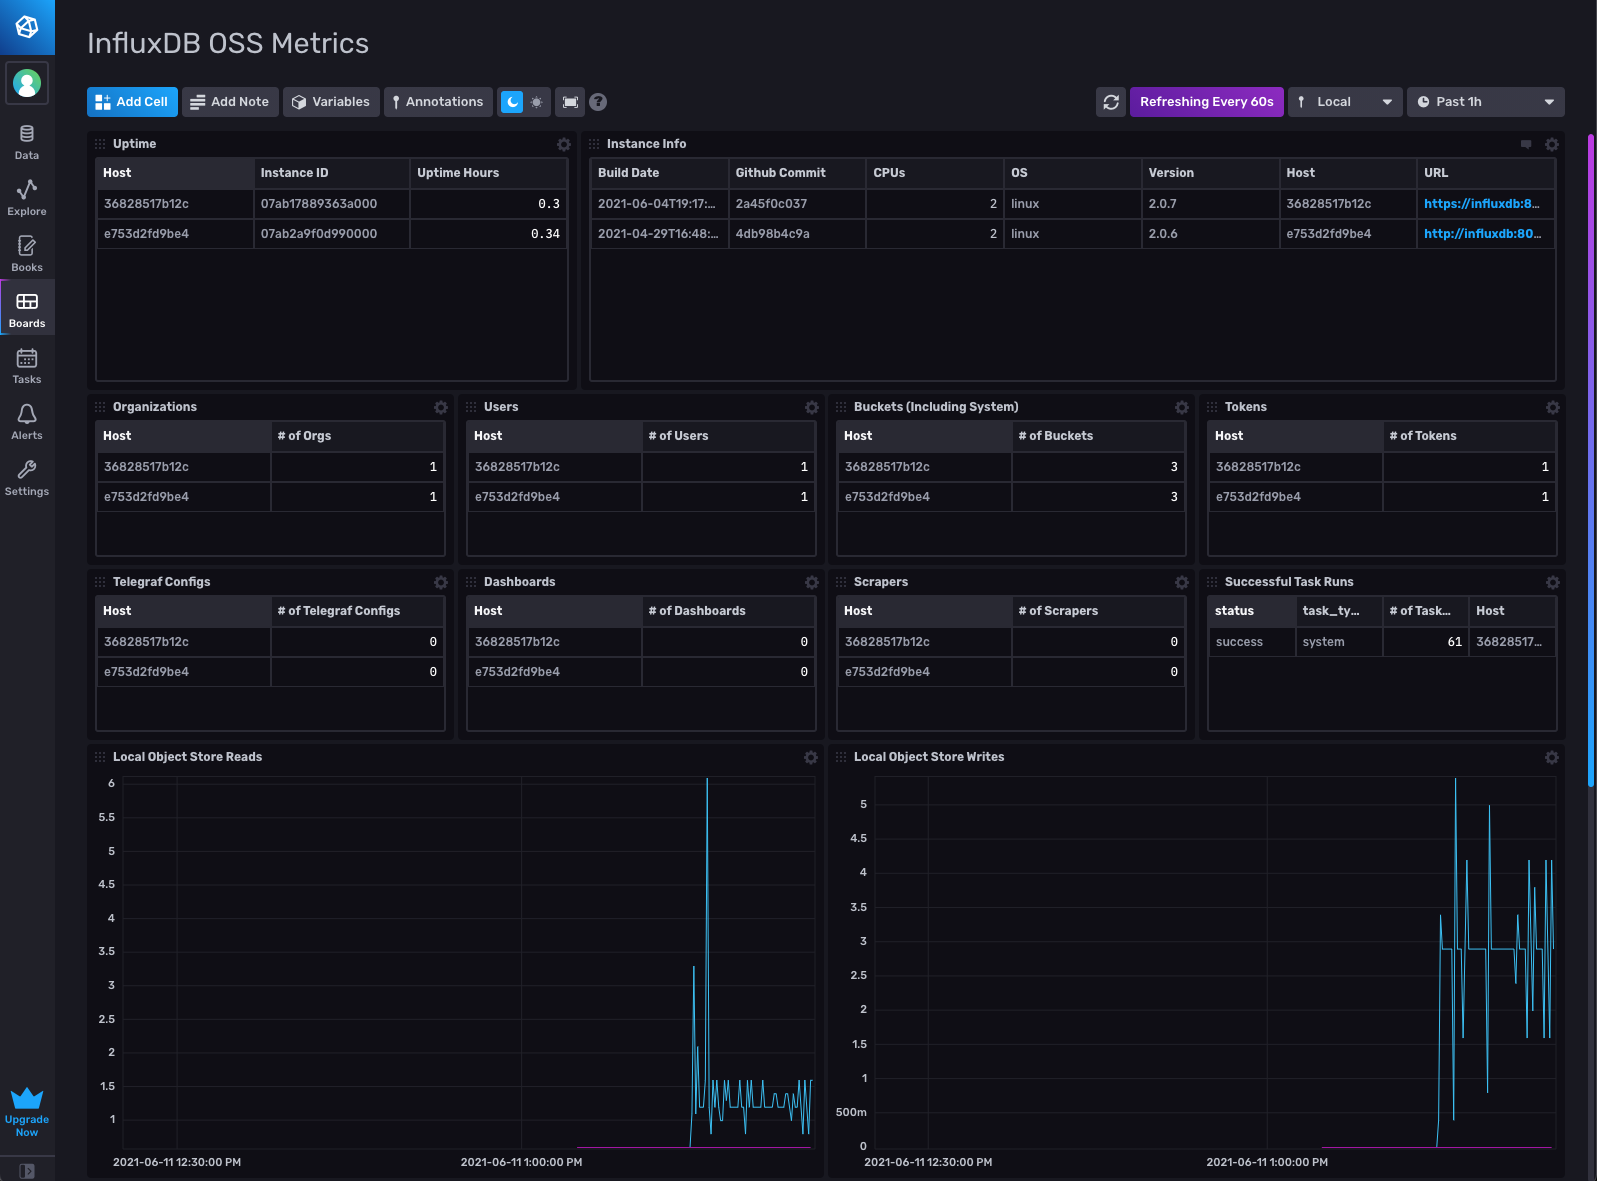 InfluxDB OSS Metrics
Add Cell
Add Note
Variables
Annotations
?
Refreshing Every 60s
Local
Past 1h
Data
Explore
Books
Boards
Tasks
Alerts
Settings
Upgrade
Now
Uptime
Host Instance ID Uptime Hours
36828517b12c 07ab17889363a000 0.3
e753d2fd9be4 07ab2a9f0d990000 0.34
Instance Info
Build Date Github Commit CPUs OS Version Host URL
2021-06-04T19:17:... 2a45f0c037 2 linux 2.0.7 36828517b12c https://influxdb:8...
2021-04-29T16:48:... 4db98b4c9a 2 linux 2.0.6 e753d2fd9be4 http://influxdb:80...
Organizations
Host # of Orgs
36828517b12c 1
e753d2fd9be4 1
Users
Host # of Users
36828517b12c 1
e753d2fd9be4 1
Buckets (Including System)
Host # of Buckets
36828517b12c 3
e753d2fd9be4 3
Tokens
Host # of Tokens
36828517b12c 1
e753d2fd9be4 1
Telegraf Configs
Host # of Telegraf Configs
36828517b12c 0
e753d2fd9be4 0
Dashboards
Host # of Dashboards
36828517b12c 0
e753d2fd9be4 0
Scrapers
Host # of Scrapers
36828517b12c 0
e753d2fd9be4 0
Successful Task Runs
status task_ty... # of Task... Host
success system 61 36828517...
Local Object Store Reads
6
5.5
5
4.5
4
3.5
3
2.5
2
1.5
1
2021-06-11 12:30:00 PM 2021-06-11 1:00:00 PM
Local Object Store Writes
5
4.5
4
3.5
3
2.5
2
1.5
1
500m
0
2021-06-11 12:30:00 PM 2021-06-11 1:00:00 PM